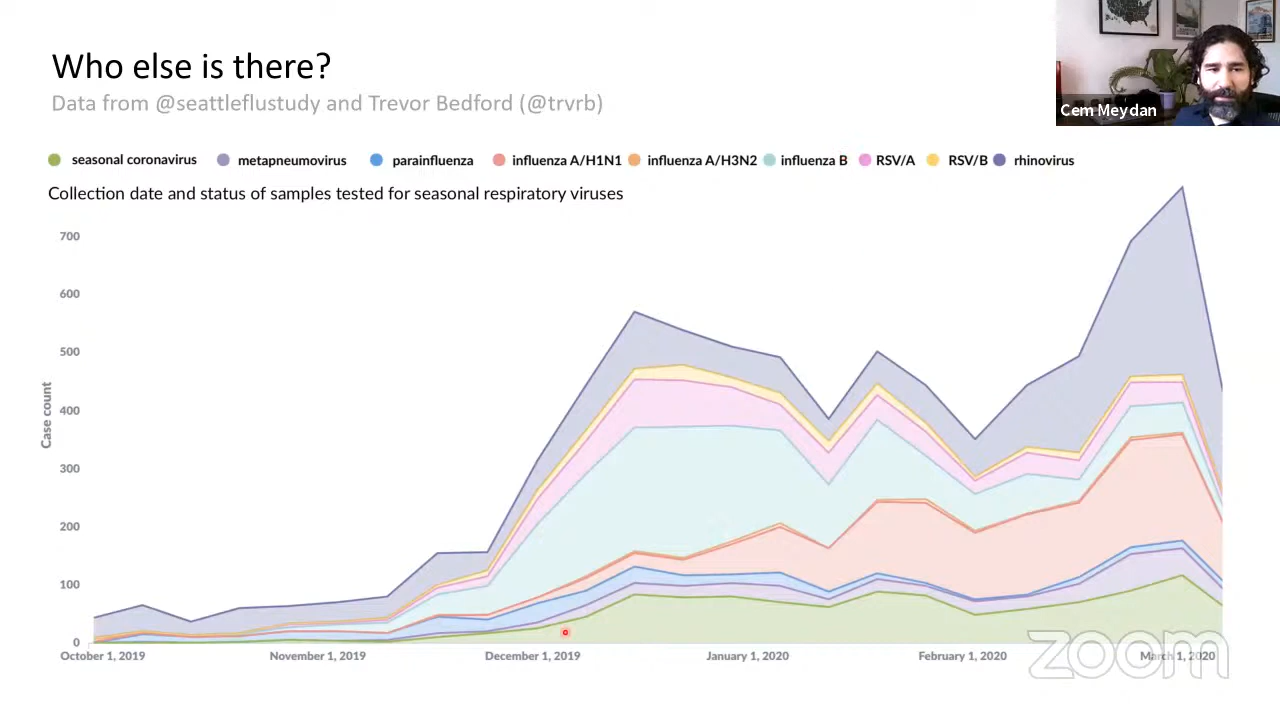 Who else is there?
Data from @seattleflustudy and Trevor Bedford (@trvrb)
Cem Meydan
seasonal coronavirus metapneumovirus parainfluenza influenza A/H1N1 influenza A/H3N2 influenza B RSV/A RSV/B rhinovirus
Collection date and status of samples tested for seasonal respiratory viruses
700
600
500
400
300
200
100
0
Case count
October 1, 2019 November 1, 2019 December 1, 2019 January 1, 2020 February 1, 2020 March 1, 2020
zoom